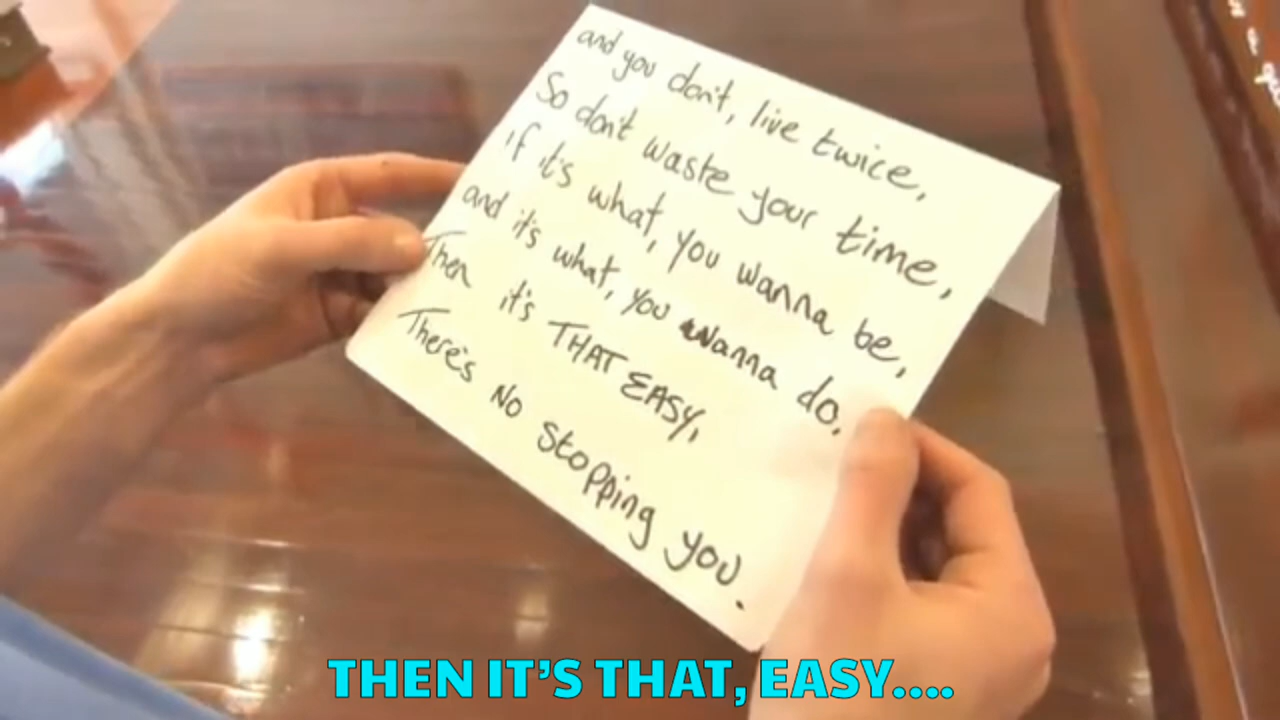 and you don't, live twice,
So don't waste your time,
if it's what, you wanna be,
and it's what, you wanna do,
Then it's THAT EASY,
There's NO stopping you.
THEN IT'S THAT, EASY....